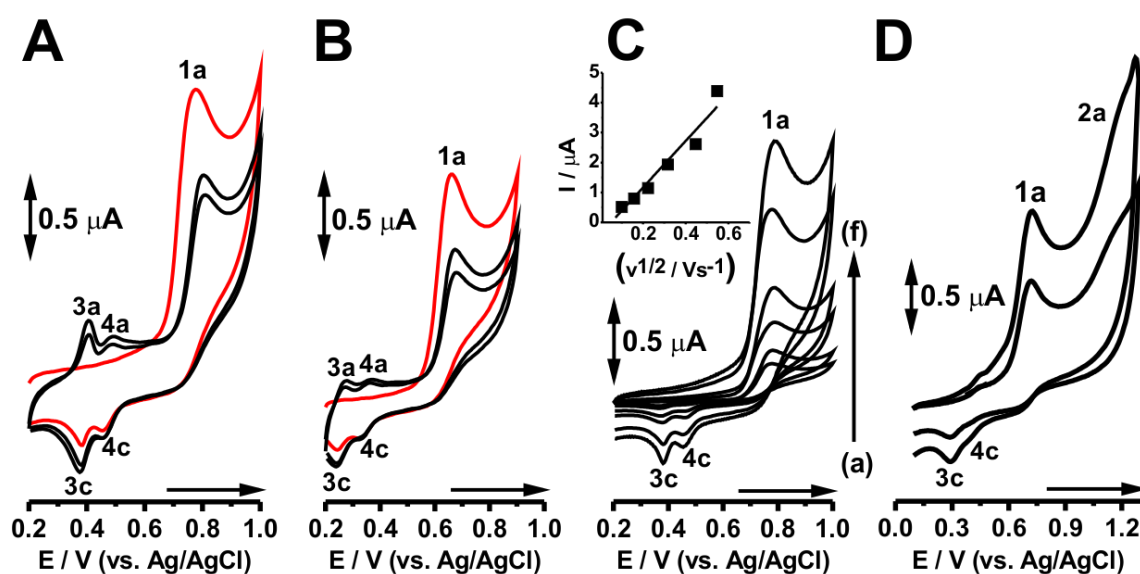 A
1a
0.5 μA
3a
4a
4c
3c
0.2 0.4 0.6 0.8 1.0
E / V (vs. Ag/AgCl)
B
1a
0.5 μA
3a 4a
4c
3c
0.2 0.4 0.6 0.8 1.0
E / V (vs. Ag/AgCl)
C
5
4
3
2
1
0
I / μA
0.2 0.4 0.6
(v1/2 / Vs-1)
1a
(f)
(a)
0.5 μA
4c
3c
0.2 0.4 0.6 0.8 1.0
E / V (vs. Ag/AgCl)
D
2a
1a
0.5 μA
4c
3c
0.0 0.3 0.6 0.9 1.2
E / V (vs. Ag/AgCl)